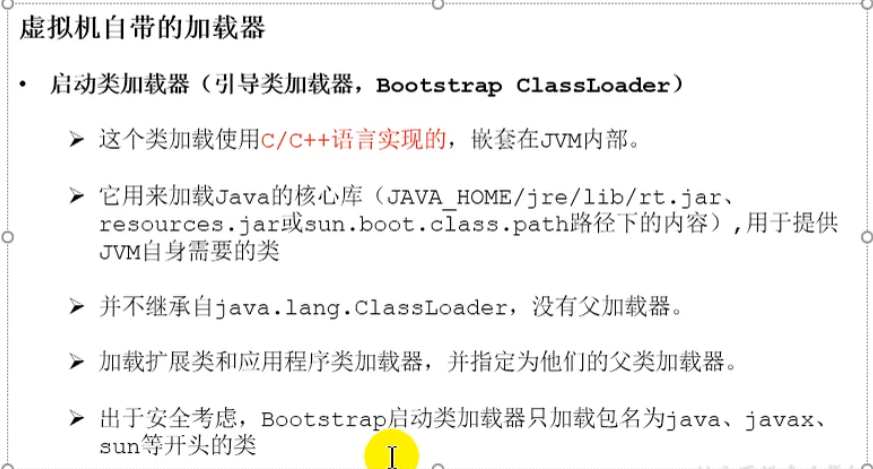 虚拟机自带的加载器
• 启动类加载器（引导类加载器，Bootstrap ClassLoader）
➢ 这个类加载使用C/C++语言实现的，嵌套在JVM内部。
➢ 它用来加载Java的核心库（JAVA_HOME/jre/lib/rt.jar、
resources.jar或sun.boot.class.path路径下的内容）,用于提供
JVM自身需要的类
➢ 并不继承自java.lang.ClassLoader，没有父加载器。
➢ 加载扩展类和应用程序类加载器，并指定为他们的父类加载器。
➢ 出于安全考虑，Bootstrap启动类加载器只加载包名为java、javax、
sun等开头的类